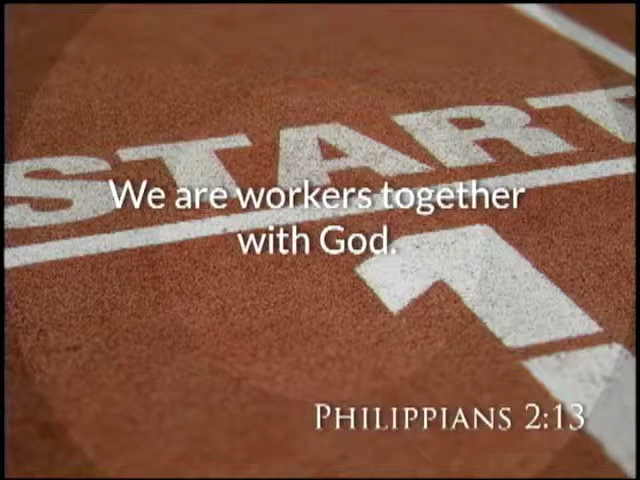 START
We are workers together
with God.
1
PHILIPPIANS 2:13